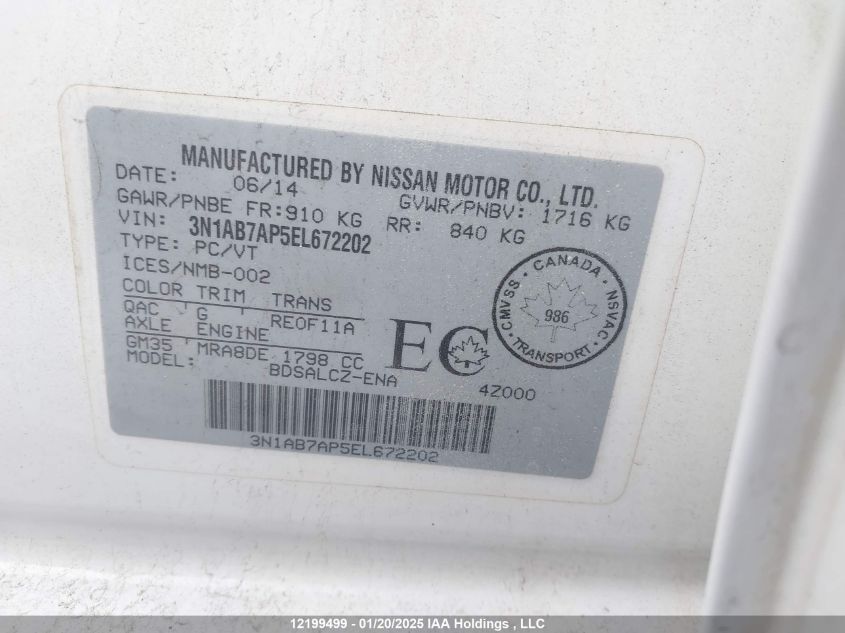 MANUFACTURED BY NISSAN MOTOR CO., LTD.
DATE: 06/14 GVWR/PNBV: 1716 KG
GAWR/PNBE FR:910 KG RR: 840 KG
VIN: 3N1AB7AP5EL672202
TYPE: PC/VT
ICES/NMB-002
COLOR TRIM TRANS
QAC G RE0F11A
AXLE ENGINE
GM35 MRA8DE 1798 CC
MODEL: BDSALCZ-ENA
EC
CANADA
CMVSS NSVAC
986
TRANSPORT
4Z000
3N1AB7AP5EL672202
12199499 - 01/20/2025 IAA Holdings , LLC